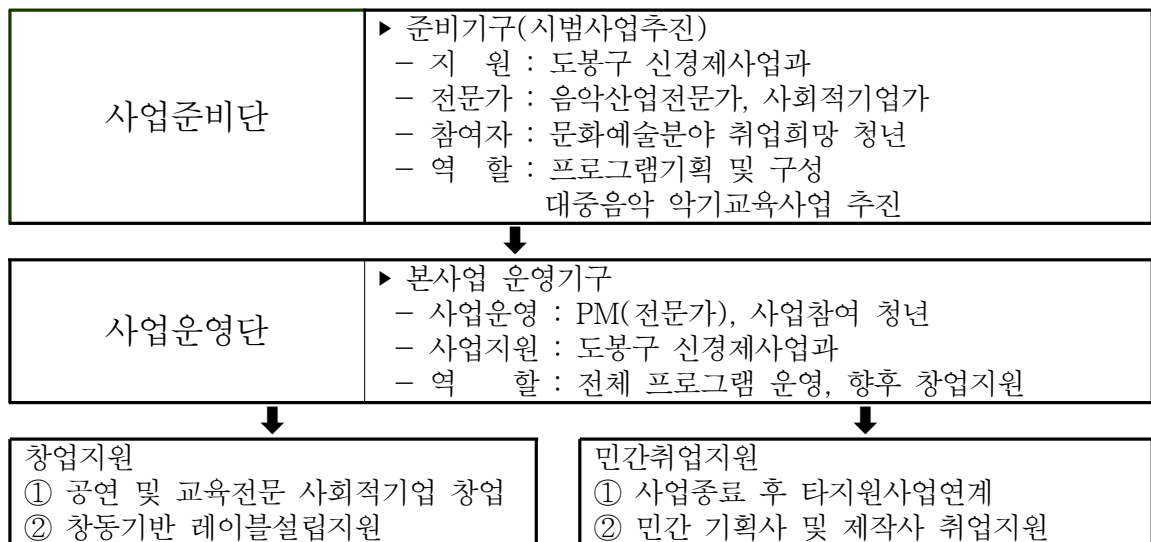 사업준비단
▶ 준비기구(시범사업추진)
- 지 원 : 도봉구 신경제사업과
- 전문가 : 음악산업전문가, 사회적기업가
- 참여자 : 문화예술분야 취업희망 청년
- 역 할 : 프로그램기획 및 구성
대중음악 악기교육사업 추진
사업운영단
▶ 본사업 운영기구
- 사업운영 : PM(전문가), 사업참여 청년
- 사업지원 : 도봉구 신경제사업과
- 역 할 : 전체 프로그램 운영, 향후 창업지원
창업지원
① 공연 및 교육전문 사회적기업 창업
② 창동기반 레이블설립지원
민간취업지원
① 사업종료 후 타지원사업연계
② 민간 기획사 및 제작사 취업지원